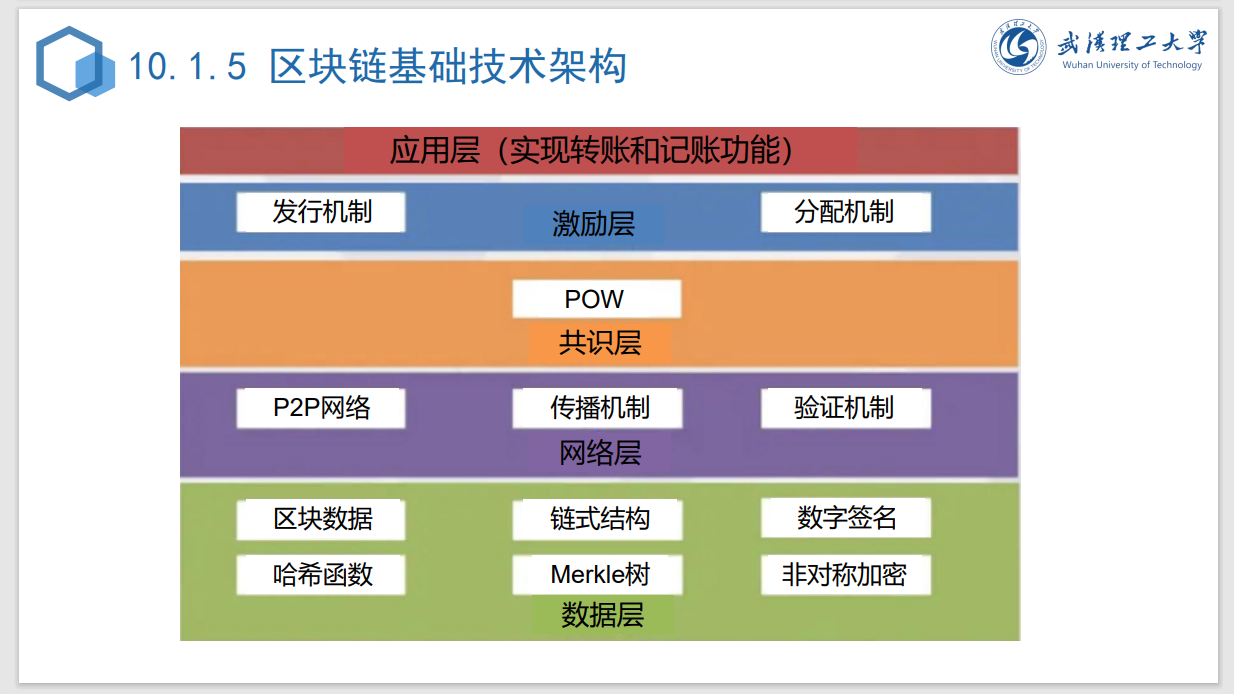 10.1.5 区块链基础技术架构
武汉理工大学
Wuhan University of Technology
应用层（实现转账和记账功能）
发行机制
激励层
分配机制
POW
共识层
P2P网络
传播机制
验证机制
网络层
区块数据
链式结构
数字签名
哈希函数
Merkle树
非对称加密
数据层